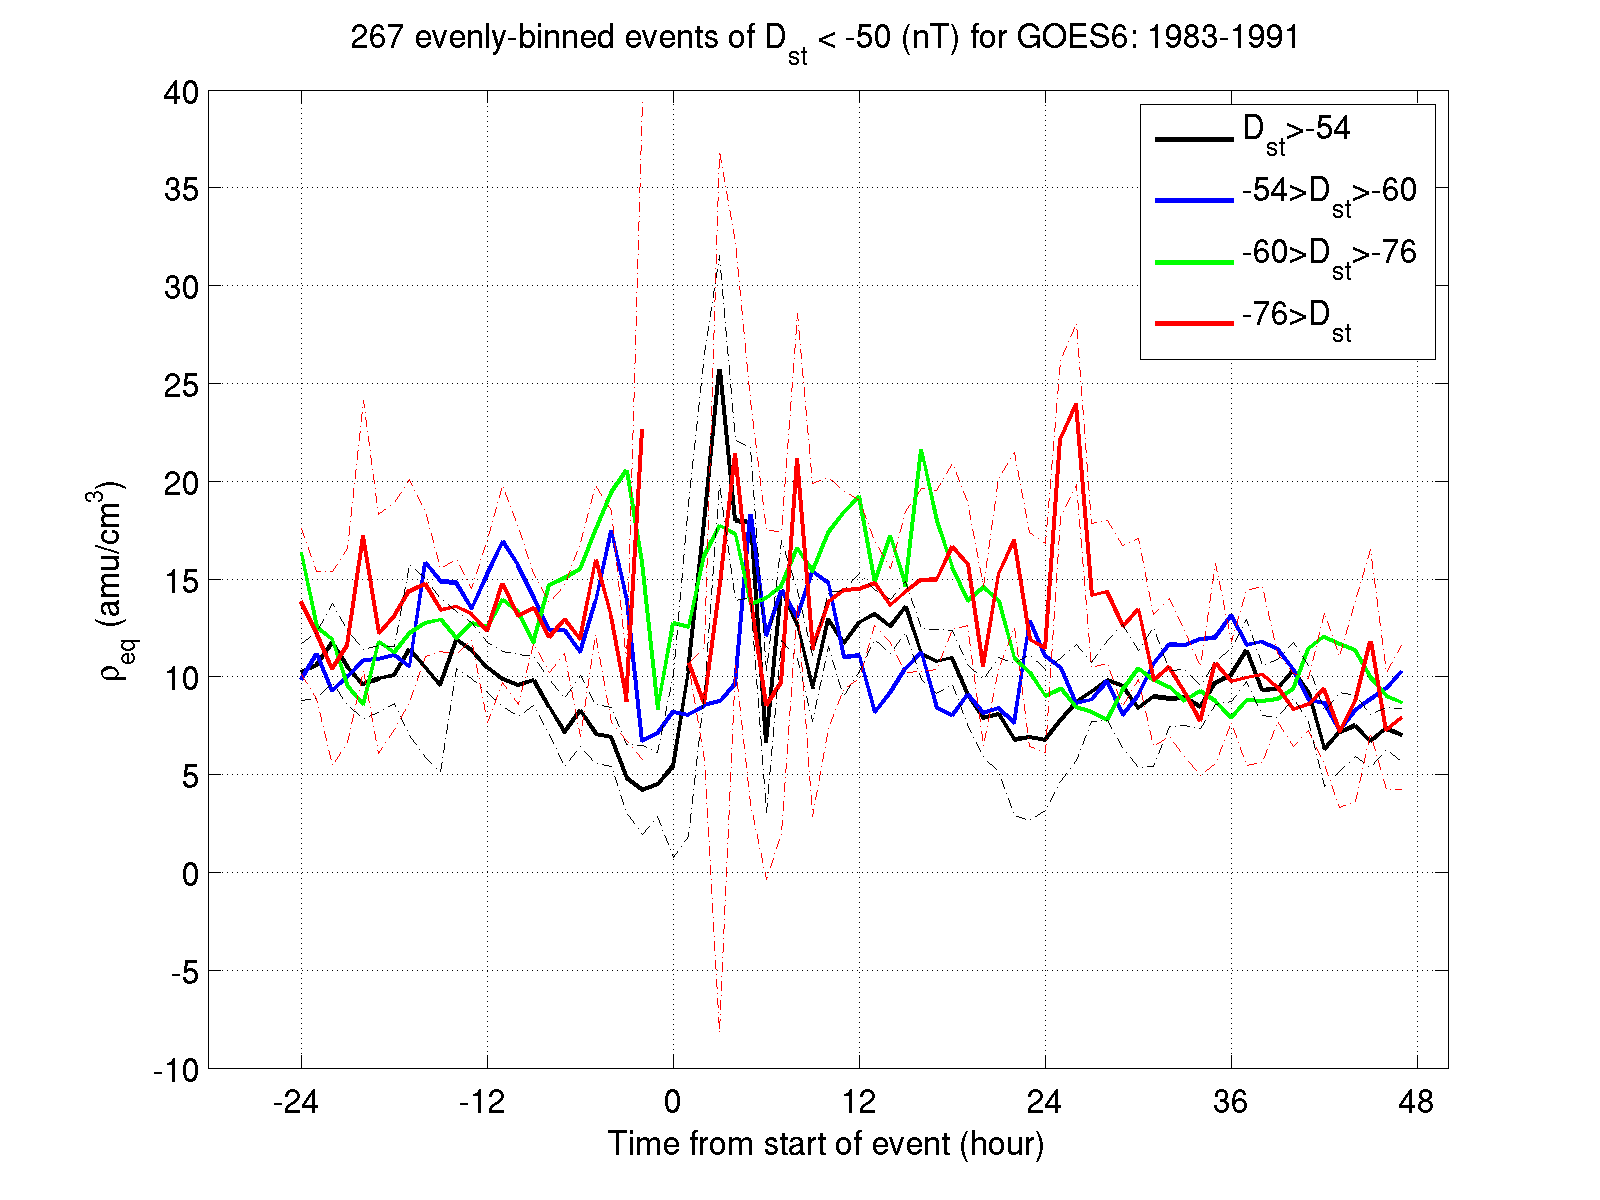 267 evenly-binned events of Dst < -50 (nT) for GOES6: 1983-1991
40
35
30
25
20
15
10
5
0
-5
-10
ρeq (amu/cm3)
Dst>-54
-54>Dst>-60
-60>Dst>-76
-76>Dst
-24
-12
0
12
24
36
48
Time from start of event (hour)